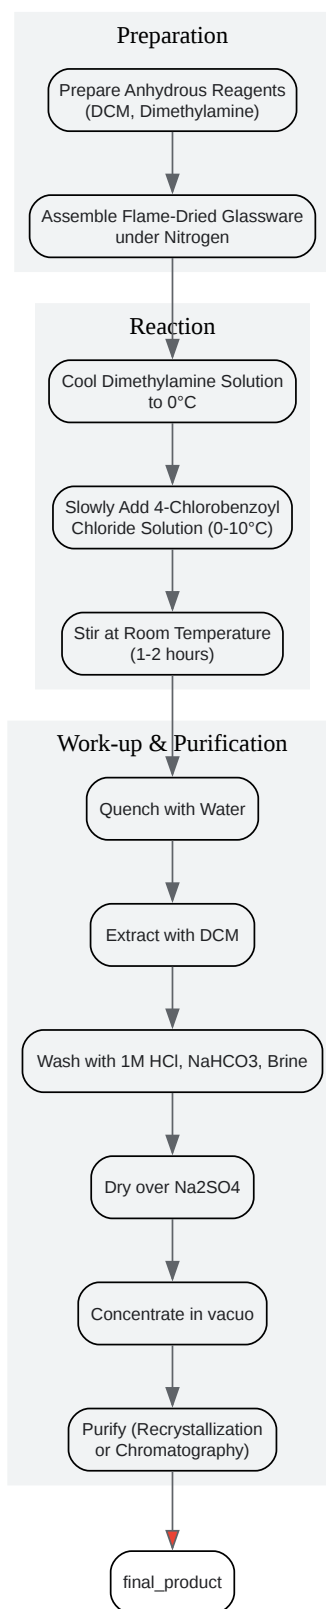 Preparation
Prepare Anhydrous Reagents
(DCM, Dimethylamine)
Assemble Flame-Dried Glassware
under Nitrogen
Reaction
Cool Dimethylamine Solution
to 0°C
Slowly Add 4-Chlorobenzoyl
Chloride Solution (0-10°C)
Stir at Room Temperature
(1-2 hours)
Work-up & Purification
Quench with Water
Extract with DCM
Wash with 1M HCl, NaHCO3, Brine
Dry over Na2SO4
Concentrate in vacuo
Purify (Recrystallization
or Chromatography)
final_product